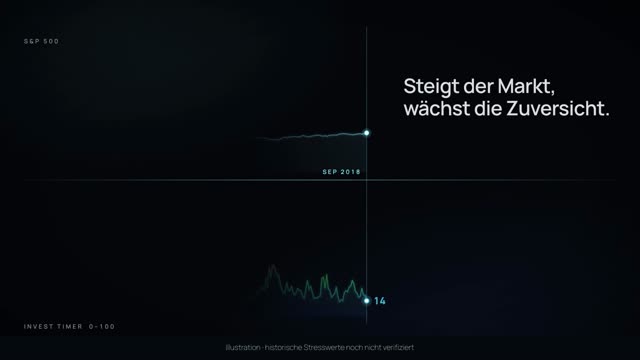 S&P 500
Steigt der Markt,
wächst die Zuversicht.
SEP 2018
14
INVEST TIMER 0-100
Illustration - historische Stresswerte noch nicht verifiziert